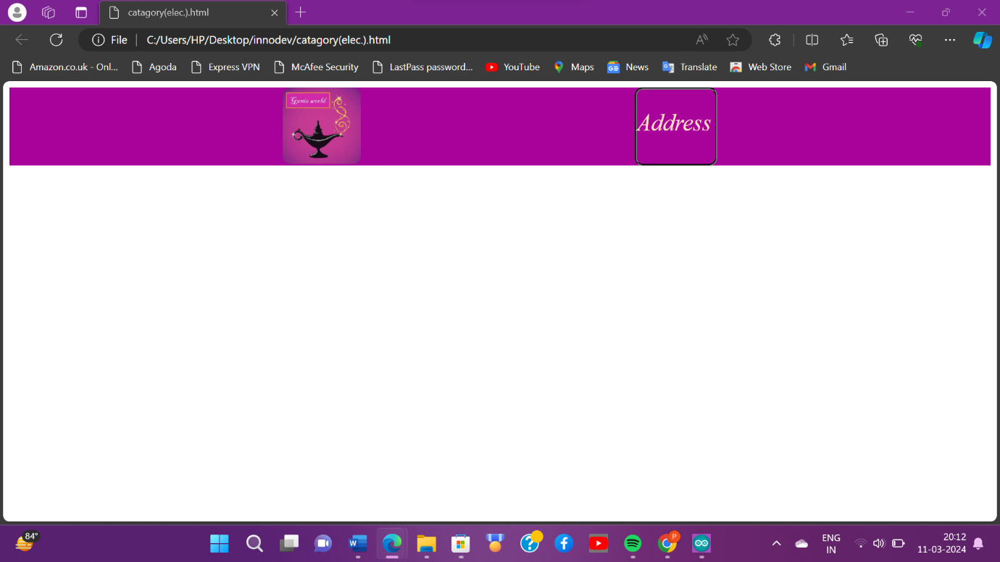 catagory(elec.).html
File
C:/Users/HP/Desktop/innodev/catagory(elec.).html
Amazon.co.uk - Onl... Agoda Express VPN McAfee Security LastPass password... YouTube Maps News Translate Web Store Gmail
Genie world
Address
84°
ENG
IN
20:12
11-03-2024